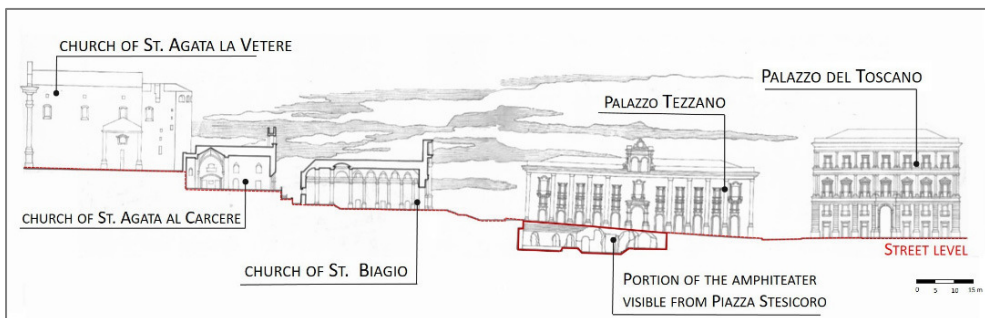 CHURCH OF ST. AGATA LA VETERE
PALAZZO DEL TOSCANO
PALAZZO TEZZANO
CHURCH OF ST. AGATA AL CARCERE
STREET LEVEL
CHURCH OF ST. BIAGIO
PORTION OF THE AMPHITEATER
VISIBLE FROM PIAZZA STESICORO
0 5 10 15 m